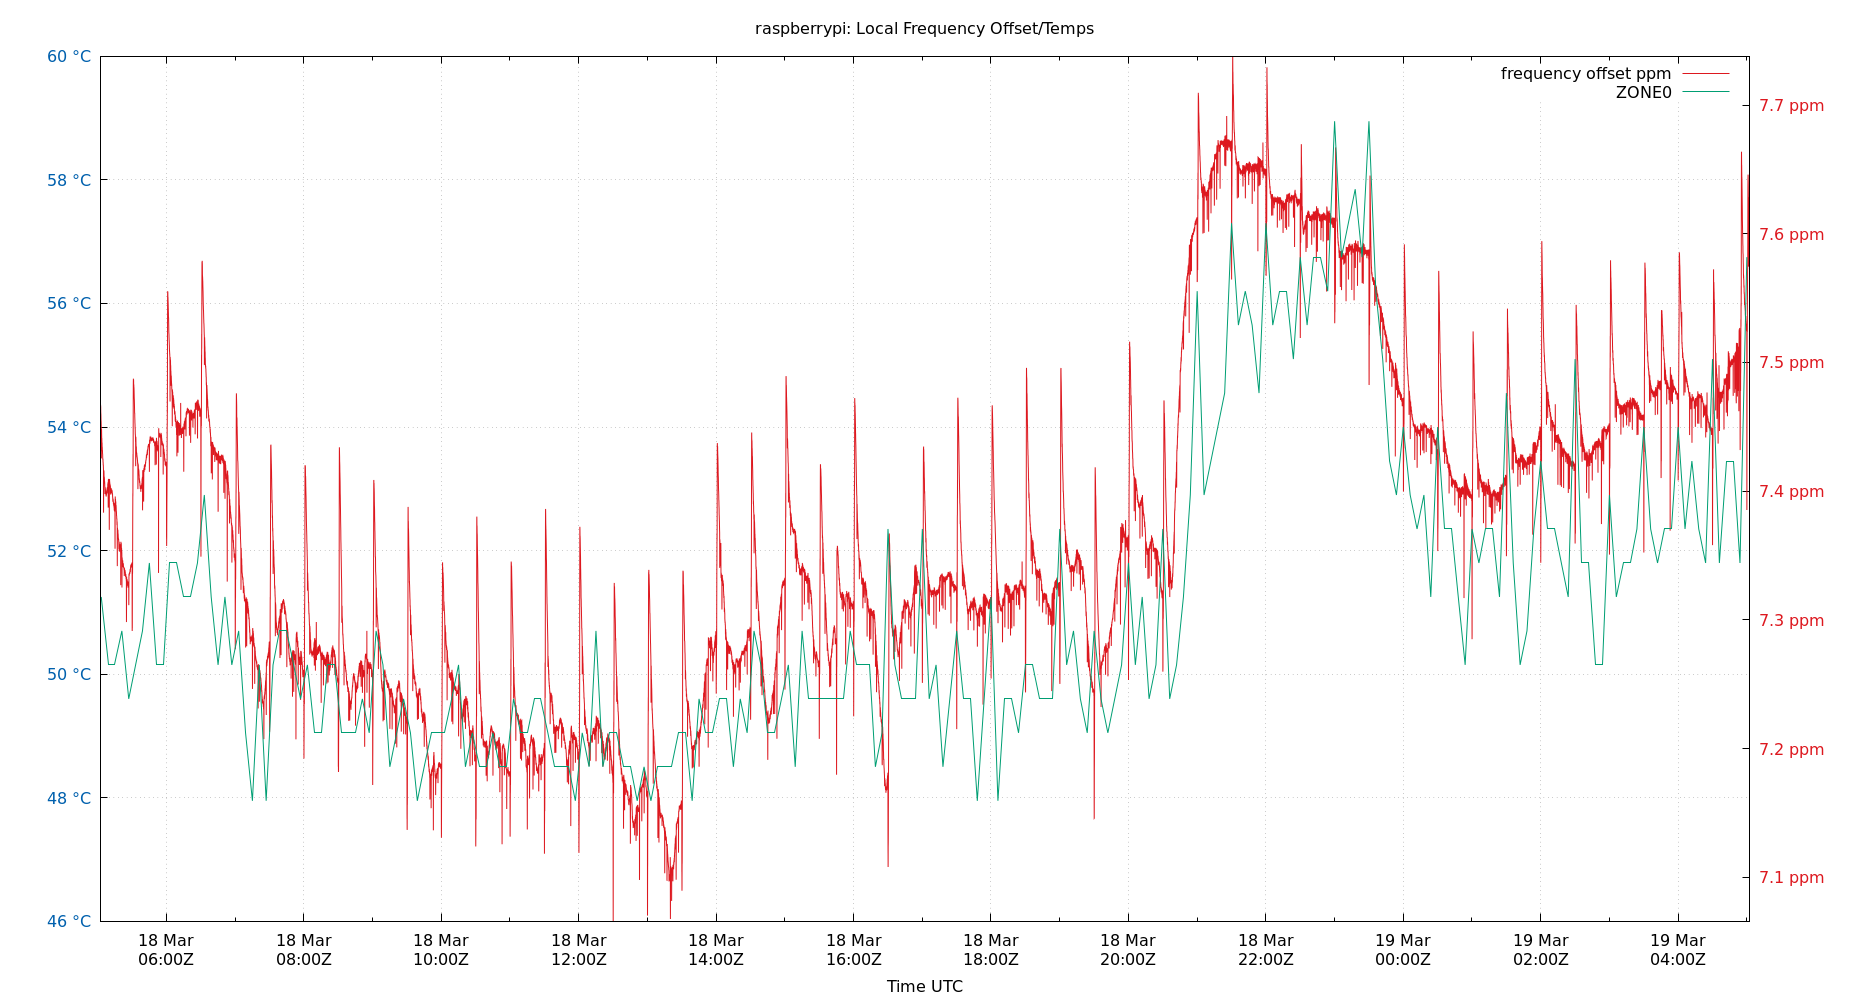 raspberrypi: Local Frequency Offset/Temps
60 °C
58 °C
56 °C
54 °C
52 °C
50 °C
48 °C
46 °C
frequency offset ppm
ZONE0
7.7 ppm
7.6 ppm
7.5 ppm
7.4 ppm
7.3 ppm
7.2 ppm
7.1 ppm
18 Mar
06:00Z
18 Mar
08:00Z
18 Mar
10:00Z
18 Mar
12:00Z
18 Mar
14:00Z
18 Mar
16:00Z
18 Mar
18:00Z
18 Mar
20:00Z
18 Mar
22:00Z
19 Mar
00:00Z
19 Mar
02:00Z
19 Mar
04:00Z
Time UTC